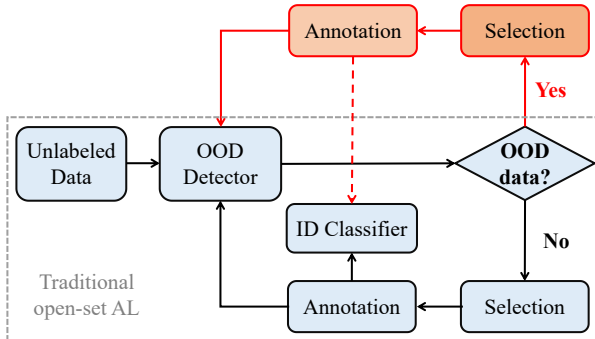 Annotation
Selection
Yes
Unlabeled
Data
OOD
Detector
OOD
data?
ID Classifier
No
Traditional
open-set AL
Annotation
Selection